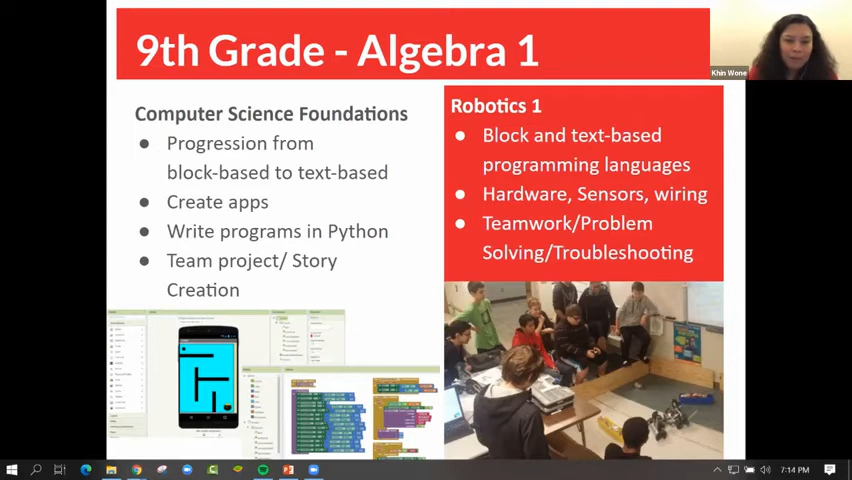 9th Grade - Algebra 1
Khin Wone
Computer Science Foundations
● Progression from
block-based to text-based
● Create apps
● Write programs in Python
● Team project/ Story
Creation
Robotics 1
● Block and text-based
programming languages
● Hardware, Sensors, wiring
● Teamwork/Problem
Solving/Troubleshooting
7:14 PM